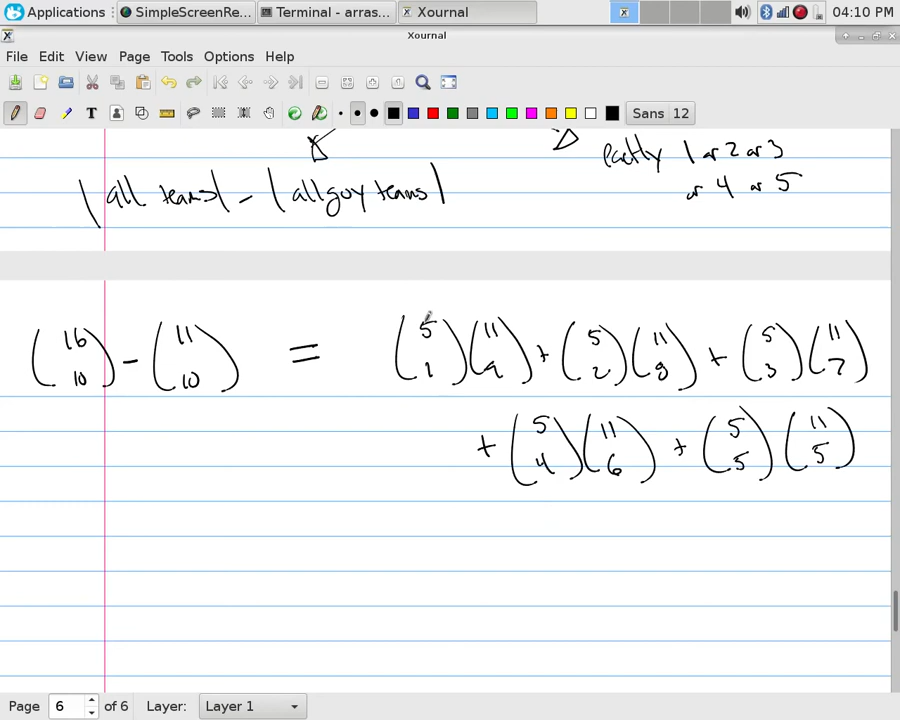 Applications SimpleScreenRe... Terminal - arras... Xournal 04:10 PM
Xournal
File Edit View Page Tools Options Help
T Sans 12
Exactly 1 or 2 or 3
or 4 or 5
|all teams| - |all guy teams|
(16 10) - (11 10) = (5 1)(11 9) + (5 2)(11 8) + (5 3)(11 7)
+ (5 4)(11 6) + (5 5)(11 5)
Page 6 of 6 Layer: Layer 1